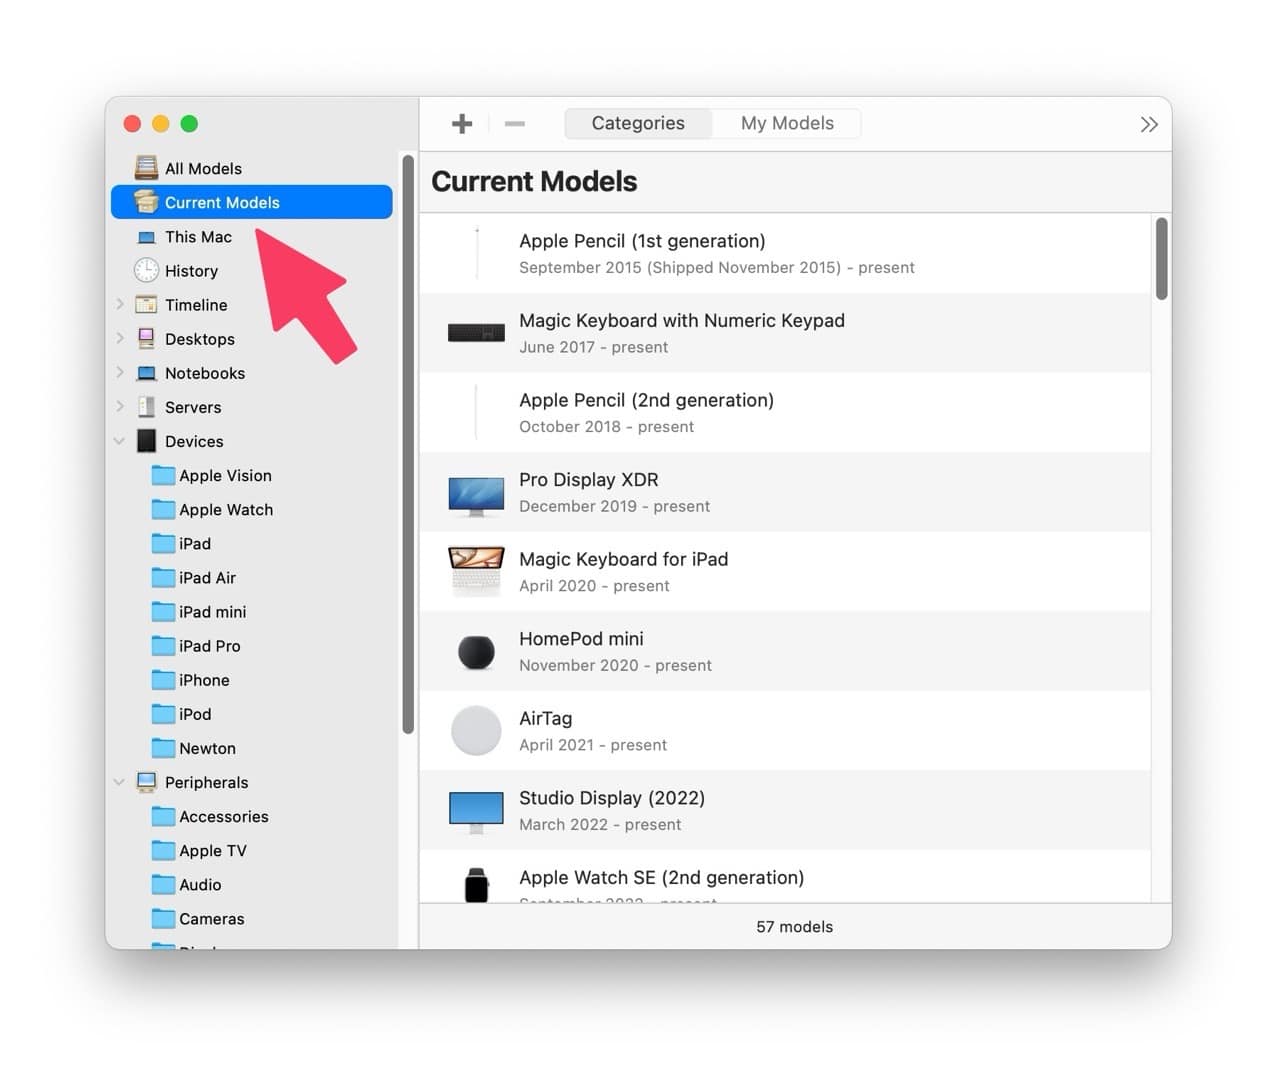 Categories
My Models
All Models
Current Models
This Mac
History
Timeline
Desktops
Notebooks
Servers
Devices
Apple Vision
Apple Watch
iPad
iPad Air
iPad mini
iPad Pro
iPhone
iPod
Newton
Peripherals
Accessories
Apple TV
Audio
Cameras
Current Models
Apple Pencil (1st generation)
September 2015 (Shipped November 2015) - present
Magic Keyboard with Numeric Keypad
June 2017 - present
Apple Pencil (2nd generation)
October 2018 - present
Pro Display XDR
December 2019 - present
Magic Keyboard for iPad
April 2020 - present
HomePod mini
November 2020 - present
AirTag
April 2021 - present
Studio Display (2022)
March 2022 - present
Apple Watch SE (2nd generation)
September 2022 - present
57 models